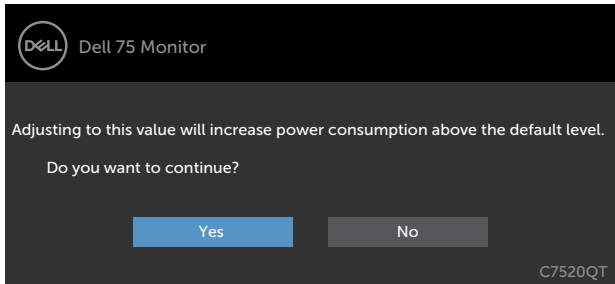 DELL
Dell 75 Monitor
Adjusting to this value will increase power consumption above the default level.
Do you want to continue?
Yes
No
C7520QT